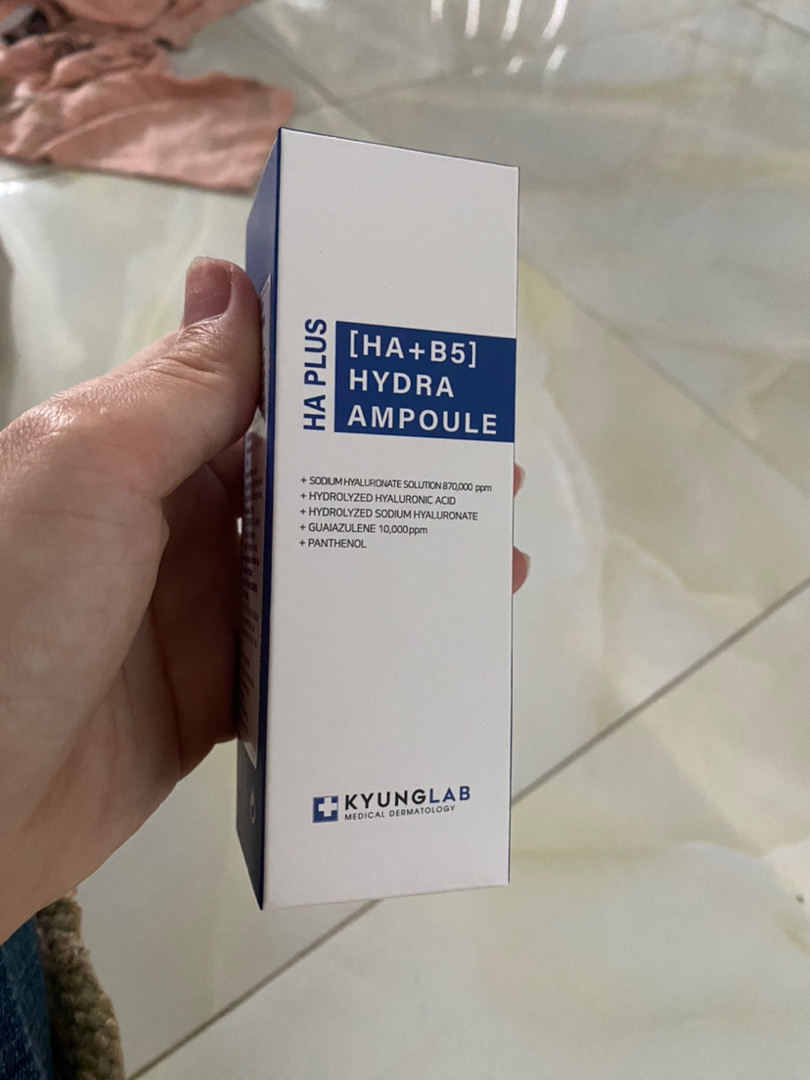 HA PLUS
[HA+B5]
HYDRA
AMPOULE
+ SODIUM HYALURONATE SOLUTION 870,000 ppm
+ HYDROLYZED HYALURONIC ACID
+ HYDROLYZED SODIUM HYALURONATE
+ GUAIAZULENE 10,000ppm
+ PANTHENOL
KYUNGLAB
MEDICAL DERMATOLOGY